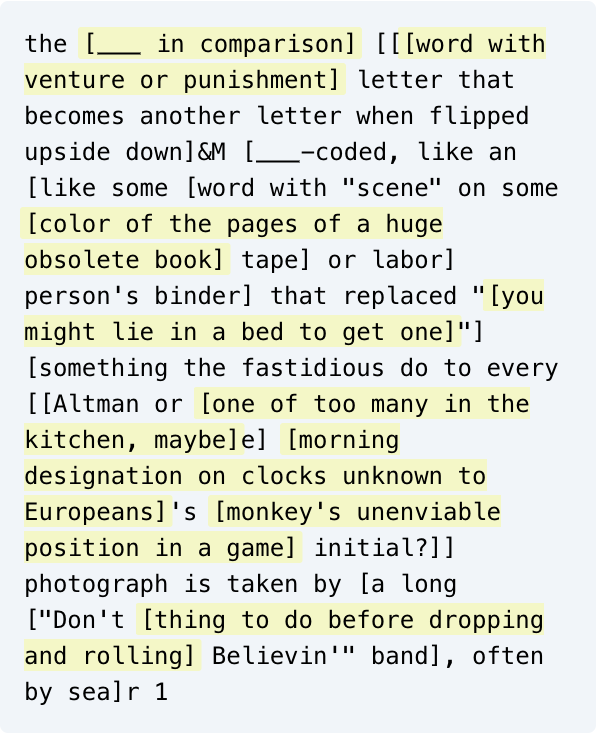 the [___ in comparison] [[[word with
venture or punishment] letter that
becomes another letter when flipped
upside down]&M [___-coded, like an
[like some [word with "scene" on some
[color of the pages of a huge
obsolete book] tape] or labor]
person's binder] that replaced "[you
might lie in a bed to get one]"]
[something the fastidious do to every
[[Altman or [one of too many in the
kitchen, maybe]e] [morning
designation on clocks unknown to
Europeans]'s [monkey's unenviable
position in a game] initial?]]
photograph is taken by [a long
["Don't [thing to do before dropping
and rolling] Believin'" band], often
by sea]r 1